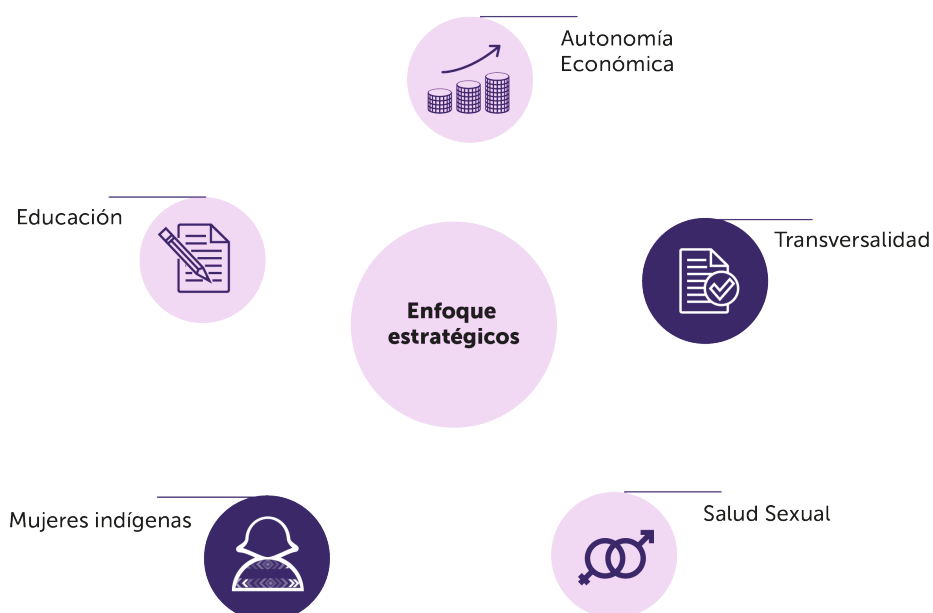 Autonomía
Económica
Educación
Transversalidad
Enfoque
estratégicos
Mujeres indígenas
Salud Sexual